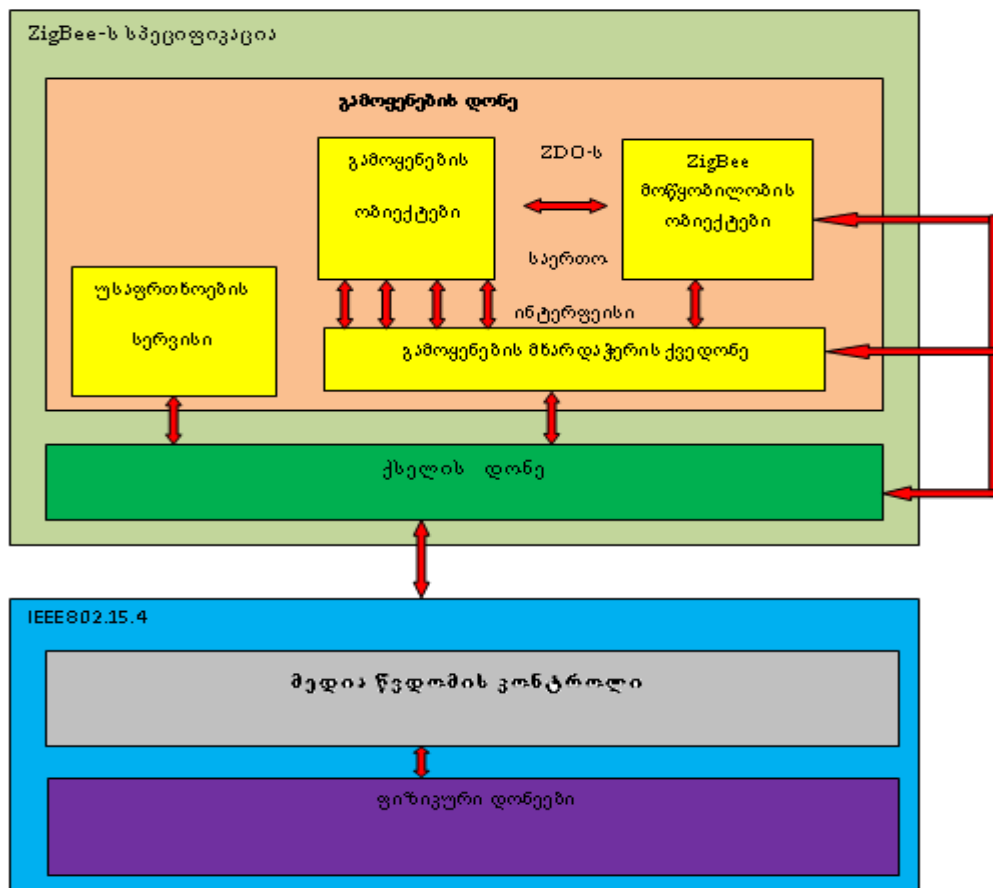 ZigBee-ს სპეციფიკაცია
გამოყენების დონე
გამოყენების
ობიექტები
ZDO-ს
საერთო
ინტერფეისი
ZigBee
მოწყობილობის
ობიექტები
უსაფრთხოების
სერვისი
გამოყენების მხარდაჭერის ქვედონე
ქსელის დონე
IEEE802.15.4
მედია წვდომის კონტროლი
ფიზიკური დონეები